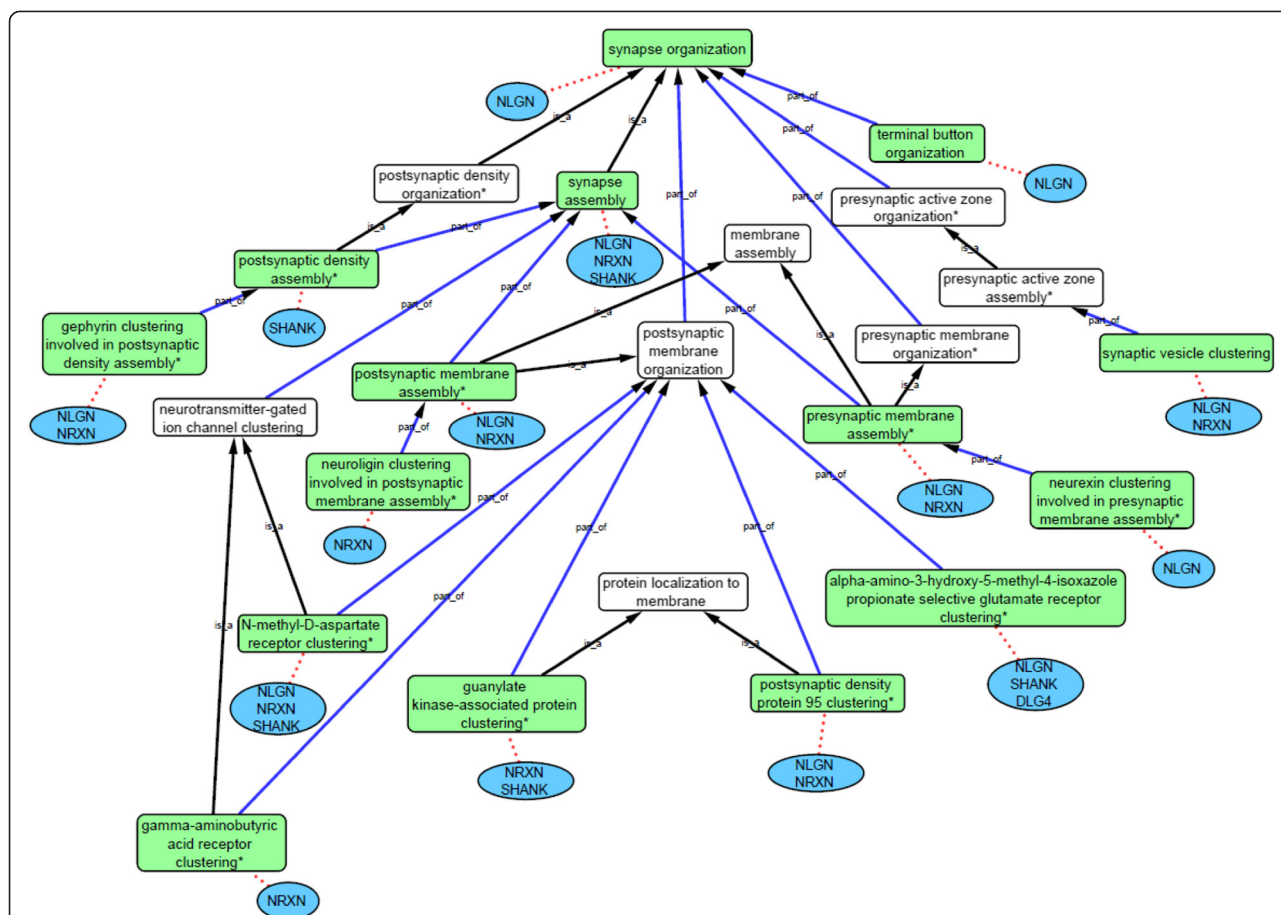 synapse organization
NLGN
is_a
is_a
part_of
part_of
terminal button
organization
NLGN
postsynaptic density
organization*
synapse
assembly
part_of
part_of
presynaptic active zone
organization*
is_a
part_of
NLGN
NRXN
SHANK
membrane
assembly
is_a
postsynaptic density
assembly*
presynaptic active zone
assembly*
part_of
SHANK
part_of
is_a
part_of
gephyrin clustering
involved in postsynaptic
density assembly*
NLGN
NRXN
part_of
postsynaptic
membrane
organization
is_a
presynaptic membrane
organization*
part_of
synaptic vesicle clustering
NLGN
NRXN
is_a
is_a
postsynaptic membrane
assembly*
NLGN
NRXN
neurotransmitter-gated
ion channel clustering
part_of
presynaptic membrane
assembly*
NLGN
NRXN
part_of
neuroligin clustering
involved in postsynaptic
membrane assembly*
NRXN
part_of
part_of
neurexin clustering
involved in presynaptic
membrane assembly*
NLGN
is_a
part_of
part_of
protein localization to
membrane
alpha-amino-3-hydroxy-5-methyl-4-isoxazole
propionate selective glutamate receptor
clustering*
NLGN
SHANK
DLG4
is_a
part_of
N-methyl-D-aspartate
receptor clustering*
NLGN
NRXN
SHANK
is_a
is_a
guanylate
kinase-associated protein
clustering*
NRXN
SHANK
postsynaptic density
protein 95 clustering*
NLGN
NRXN
gamma-aminobutyric
acid receptor
clustering*
NRXN